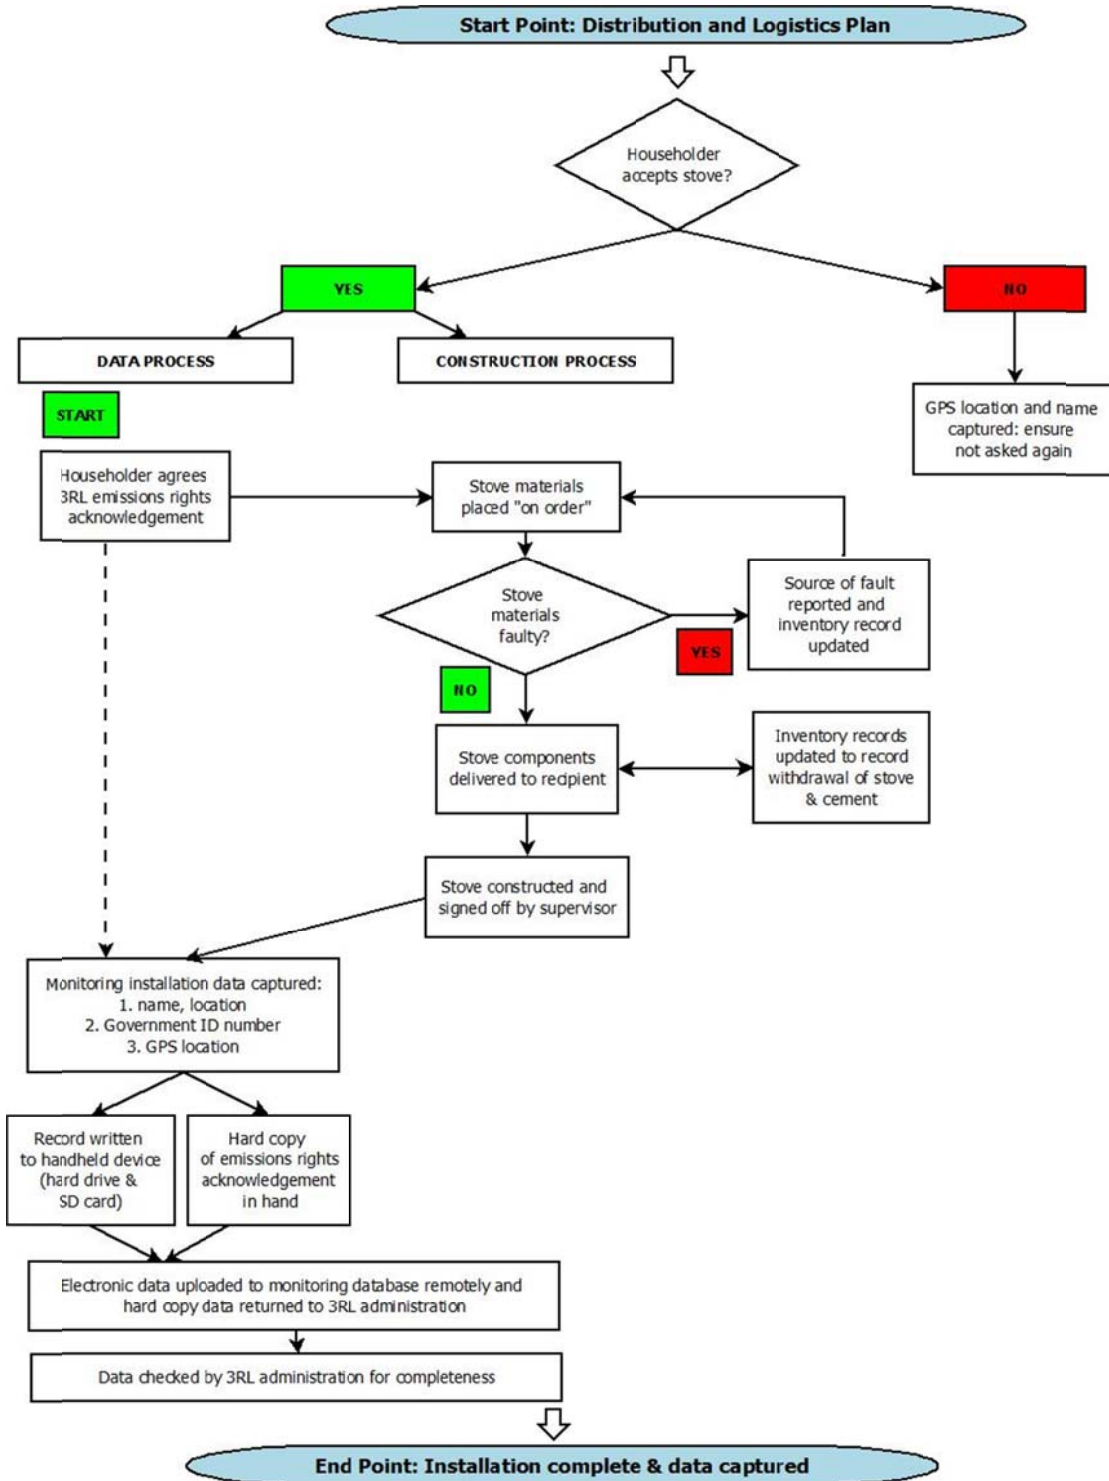 Start Point: Distribution and Logistics Plan
Householder
accepts stove?
YES
NO
DATA PROCESS
CONSTRUCTION PROCESS
START
GPS location and name
captured: ensure
not asked again
Householder agrees
3RL emissions rights
acknowledgement
Stove materials
placed "on order"
Stove
materials
faulty?
Source of fault
reported and
inventory record
updated
YES
NO
Stove components
delivered to recipient
Inventory records
updated to record
withdrawal of stove
& cement
Stove constructed and
signed off by supervisor
Monitoring installation data captured:
1. name, location
2. Government ID number
3. GPS location
Record written
to handheld device
(hard drive &
SD card)
Hard copy
of emissions rights
acknowledgement
in hand
Electronic data uploaded to monitoring database remotely and
hard copy data returned to 3RL administration
Data checked by 3RL administration for completeness
End Point: Installation complete & data captured